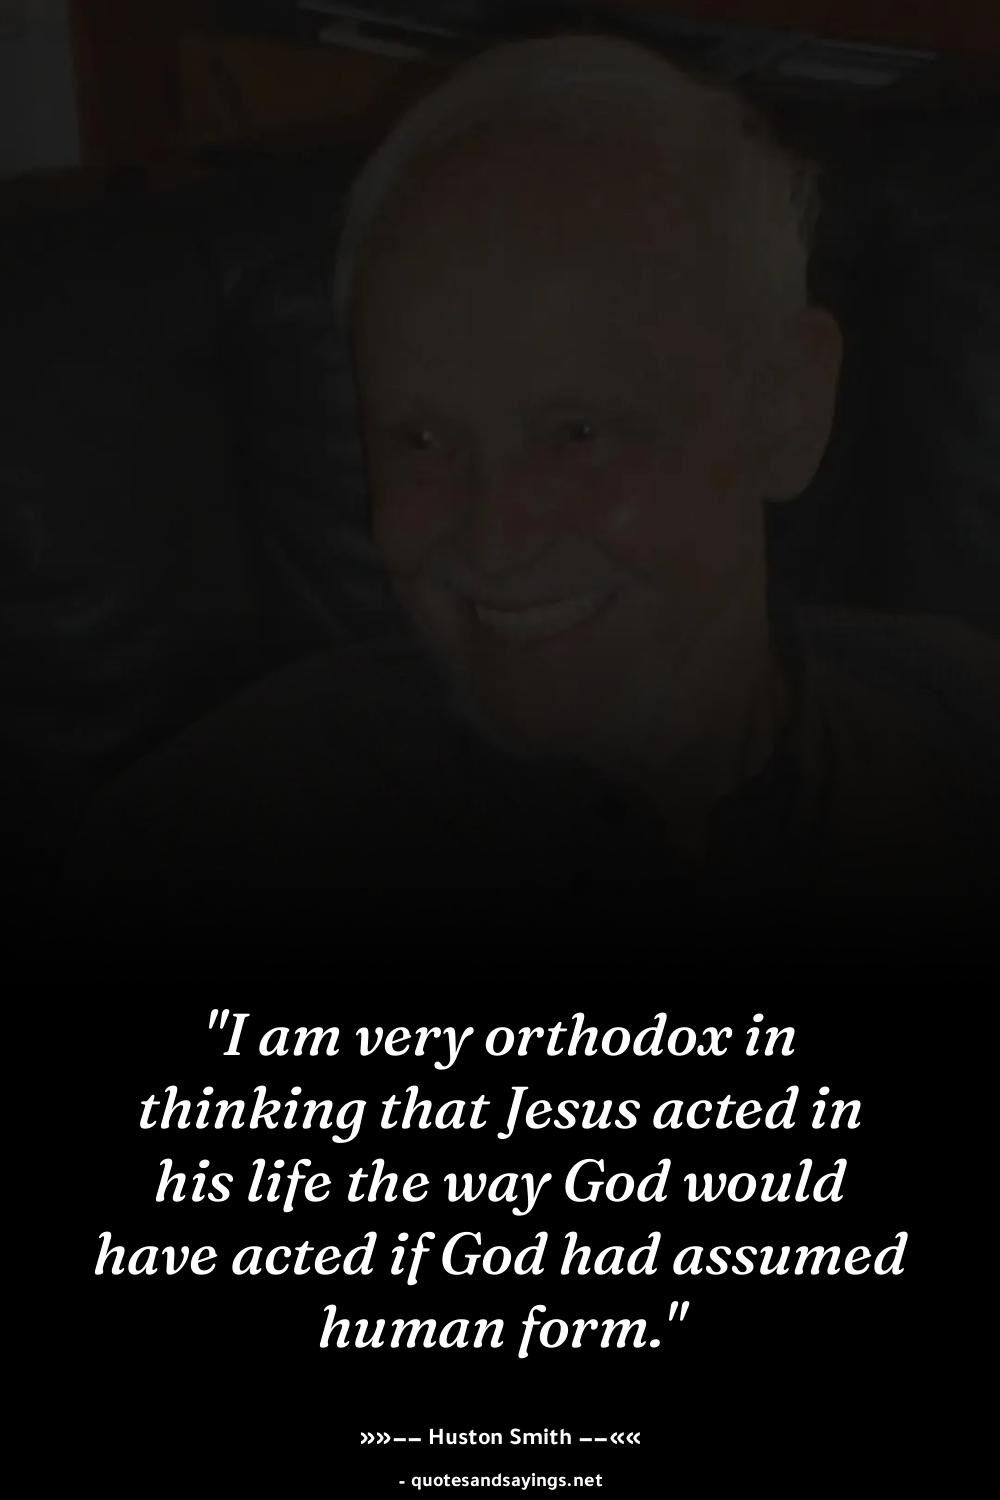 "I am very orthodox in
thinking that Jesus acted in
his life the way God would
have acted if God had assumed
human form."
»»–– Huston Smith ––««
- quotesandsayings.net